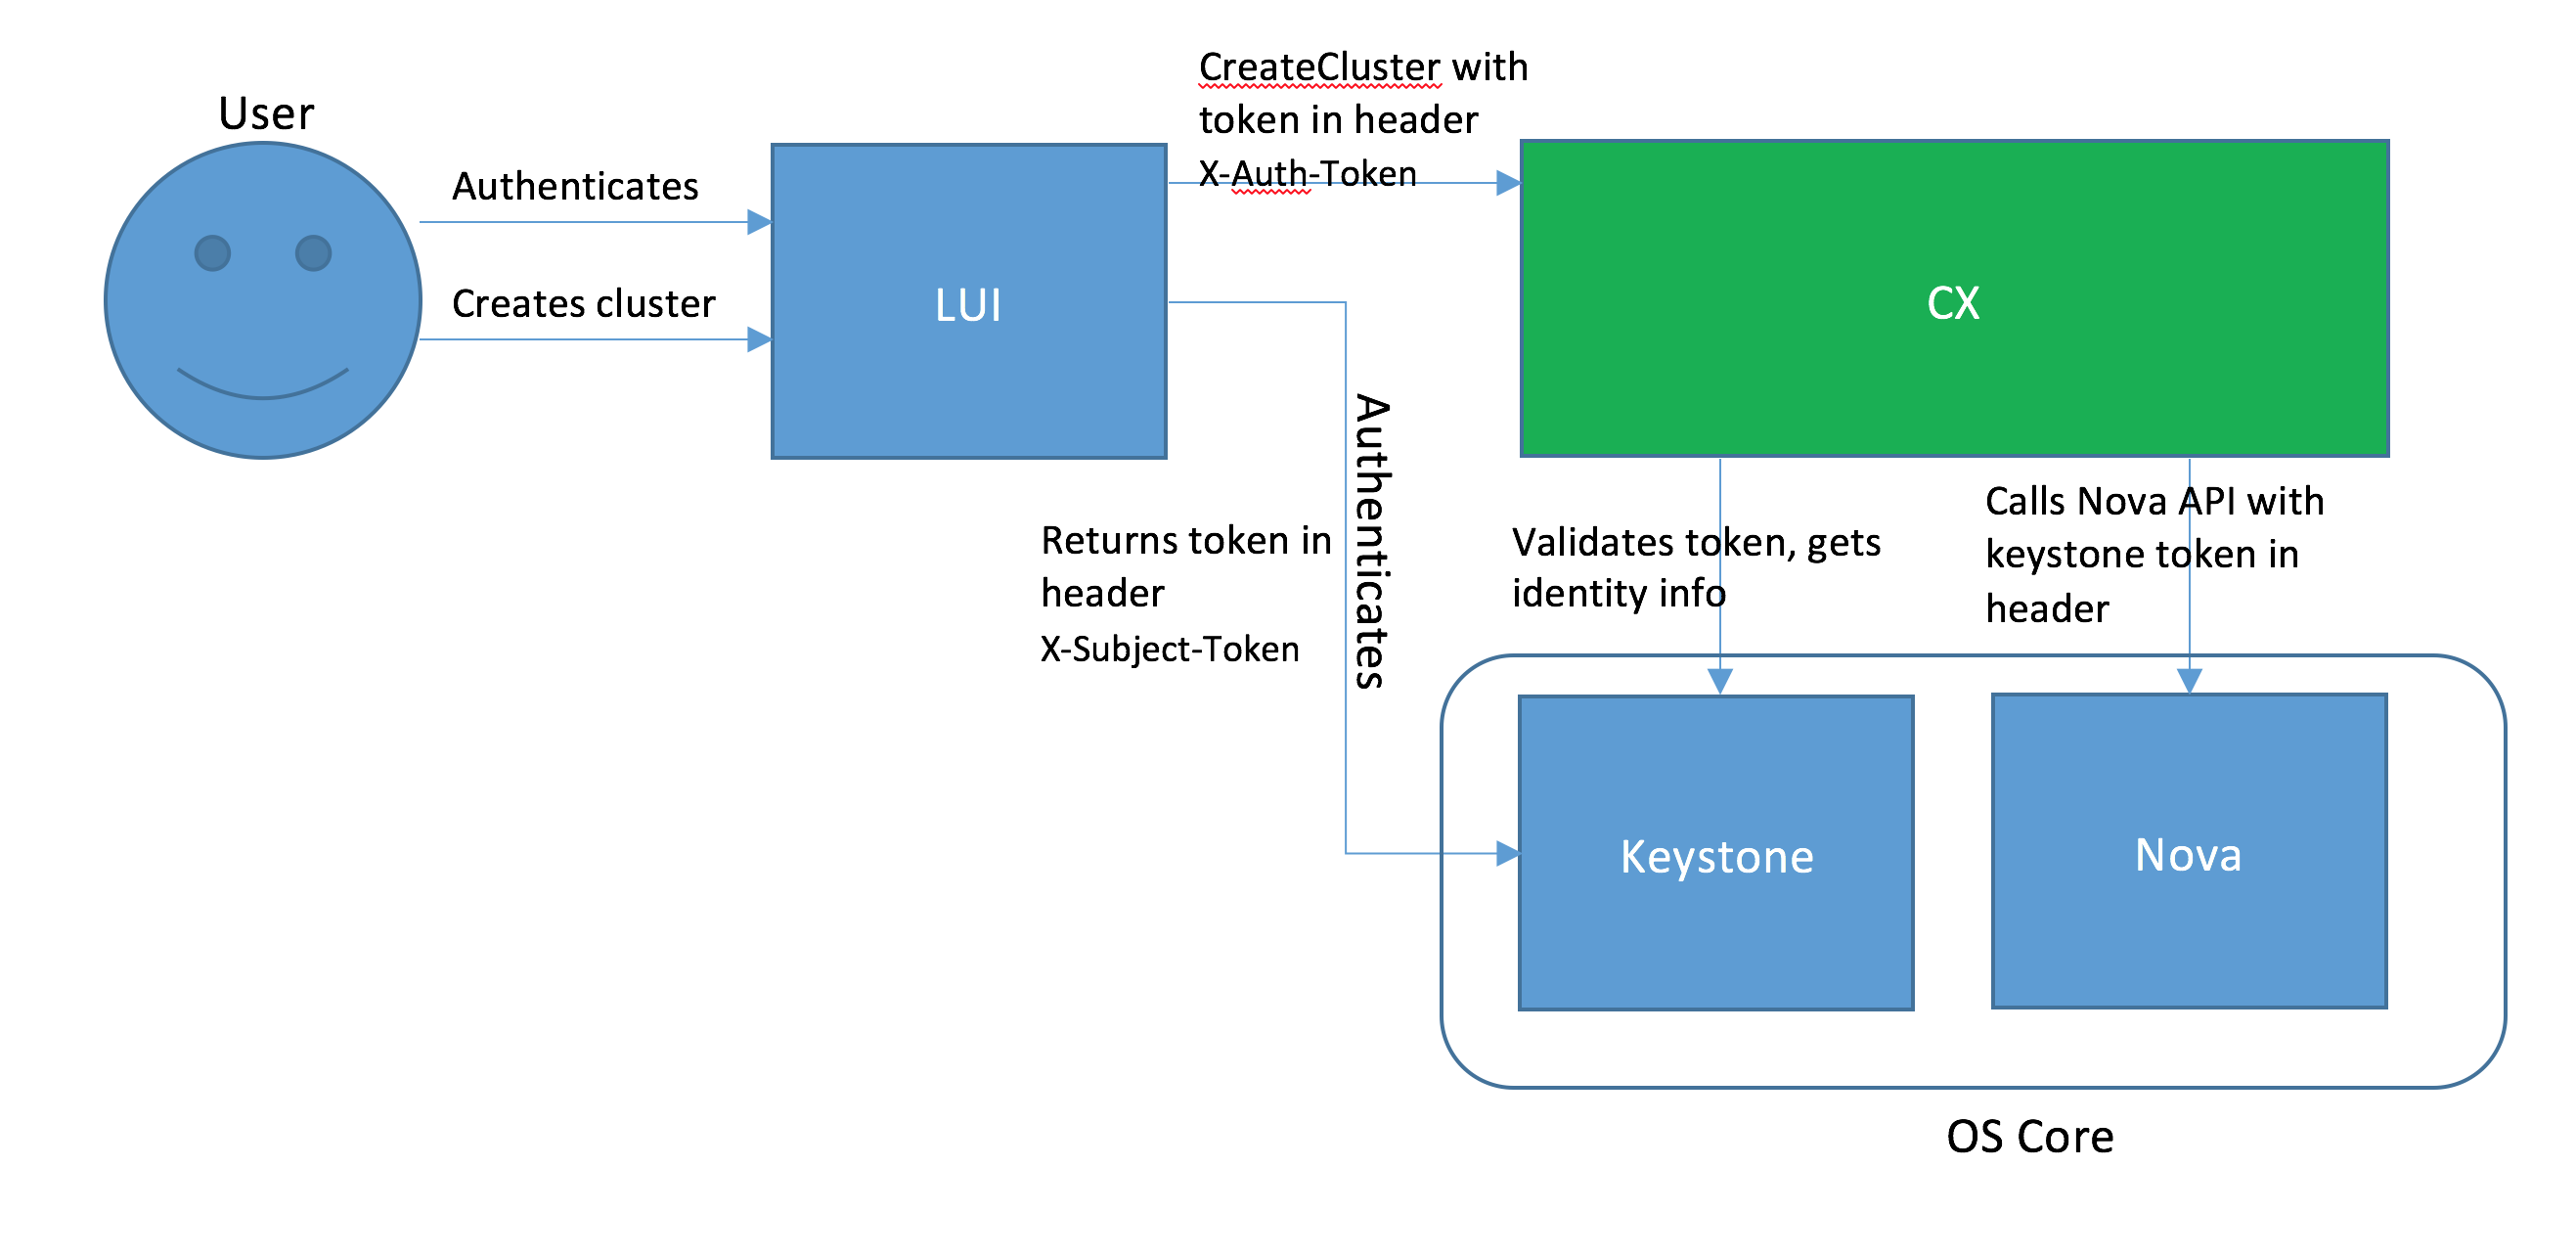 User
Authenticates
Creates cluster
LUI
CreateCluster with
token in header
X-Auth-Token
CX
Authenticates
Returns token in
header
X-Subject-Token
Validates token, gets
identity info
Calls Nova API with
keystone token in
header
Keystone
Nova
OS Core